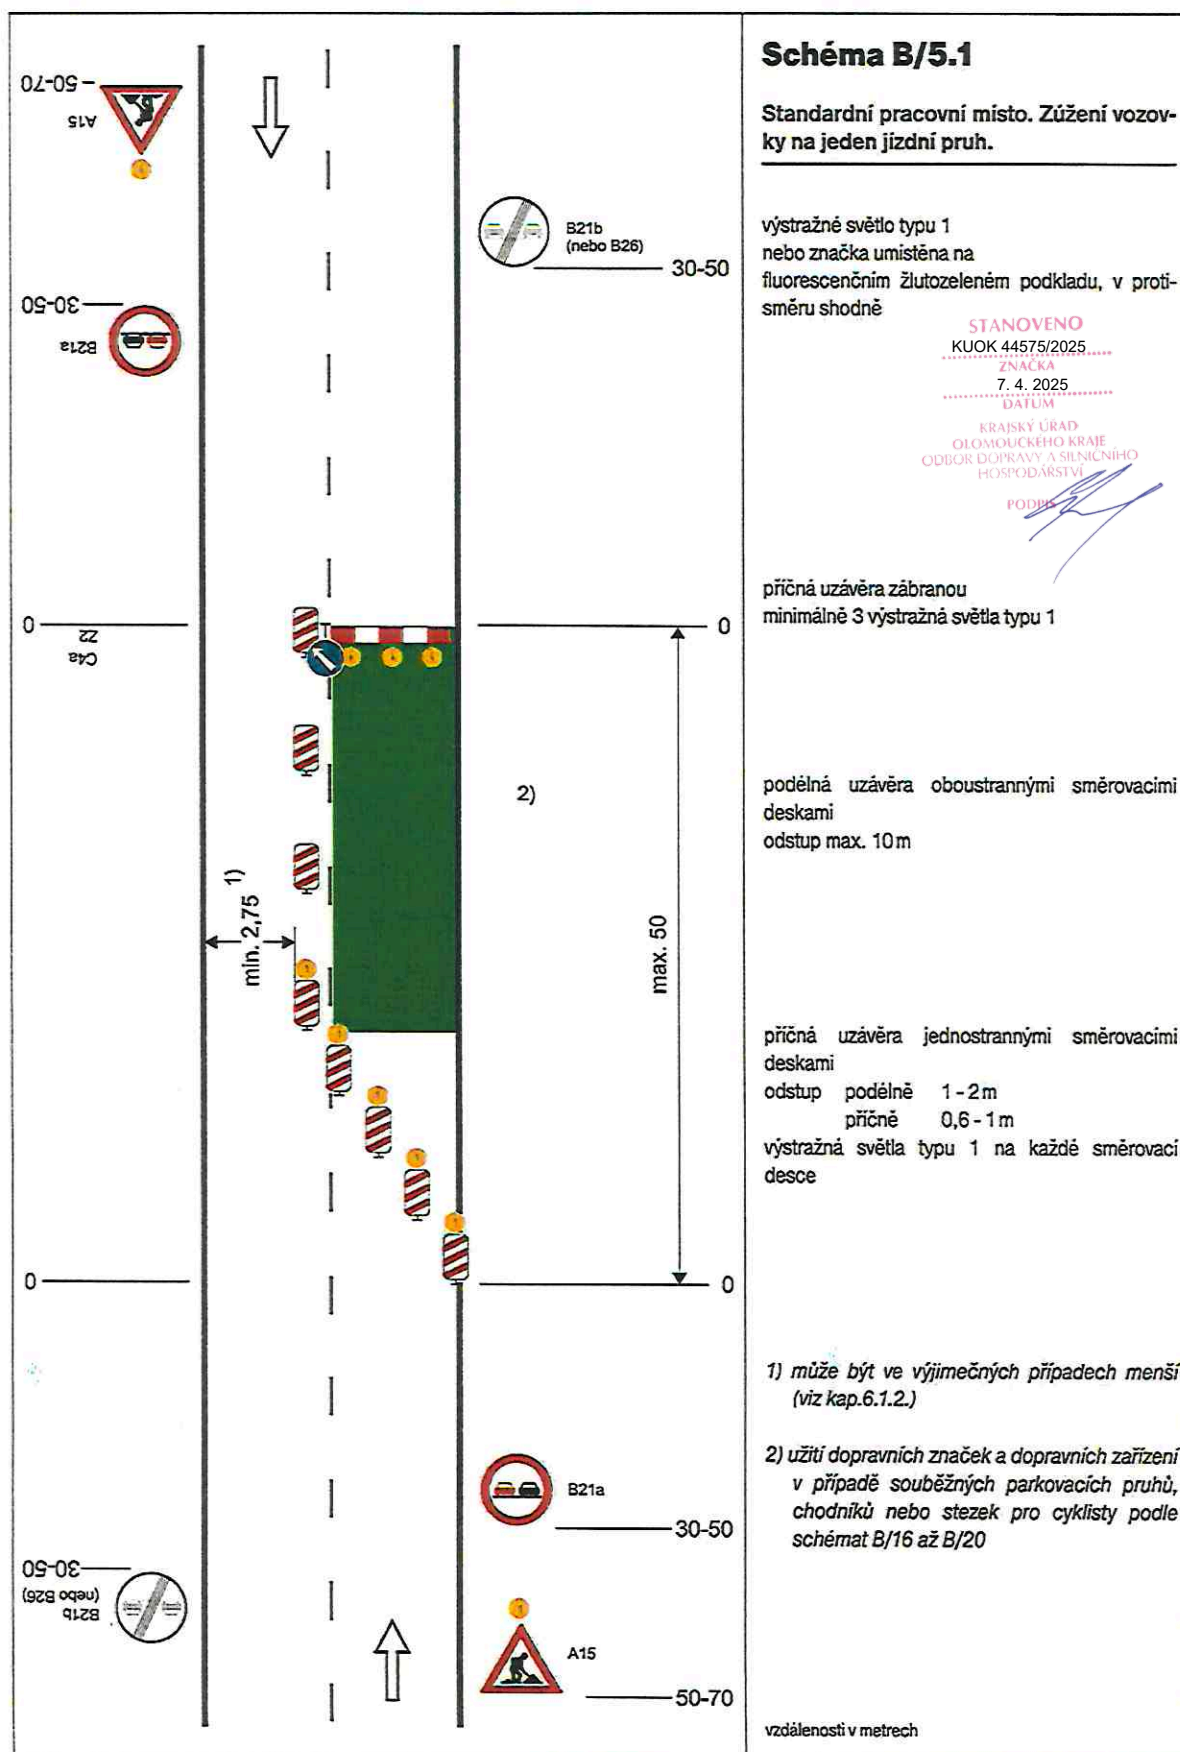 Schéma B/5.1
Standardní pracovní místo. Zúžení vozov-
ky na jeden jízdní pruh.
výstražné světlo typu 1
nebo značka umístěna na
fluorescenčním žlutozeleném podkladu, v proti-
směru shodně
STANOVENO
KUOK 44575/2025
ZNAČKA
7. 4. 2025
DATUM
KRAJSKÝ ÚŘAD
OLOMOUCKÉHO KRAJE
ODBOR DOPRAVY A SILNIČNÍHO
HOSPODÁŘSTVÍ
PODPIS
příčná uzávěra zábranou
minimálně 3 výstražná světla typu 1
podélná uzávěra oboustrannými směrovacími
deskami
odstup max. 10 m
příčná uzávěra jednostrannými směrovacími
deskami
odstup podélně 1 - 2 m
příčně 0,6 - 1 m
výstražná světla typu 1 na každé směrovací
desce
1) může být ve výjimečných případech menší
(viz kap.6.1.2.)
2) užití dopravních značek a dopravních zařízení
v případě souběžných parkovacích pruhů,
chodníků nebo stezek pro cyklisty podle
schémat B/16 až B/20
vzdálenosti v metrech
50-70
A15
30-50
B21a
0
Z2
C4a
0
30-50
B21b
(nebo B26)
B21b
(nebo B26)
30-50
0
2)
min. 2,75 1)
max. 50
0
B21a
30-50
A15
50-70